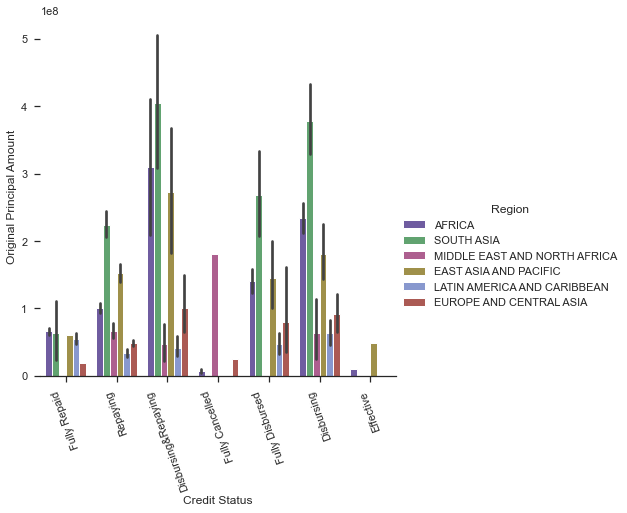 1e8
5
4
3
2
1
0
Original Principal Amount
Fully Repaid
Repaying
Disbursing&Repaying
Fully Cancelled
Fully Disbursed
Disbursing
Effective
Credit Status
Region
AFRICA
SOUTH ASIA
MIDDLE EAST AND NORTH AFRICA
EAST ASIA AND PACIFIC
LATIN AMERICA AND CARIBBEAN
EUROPE AND CENTRAL ASIA